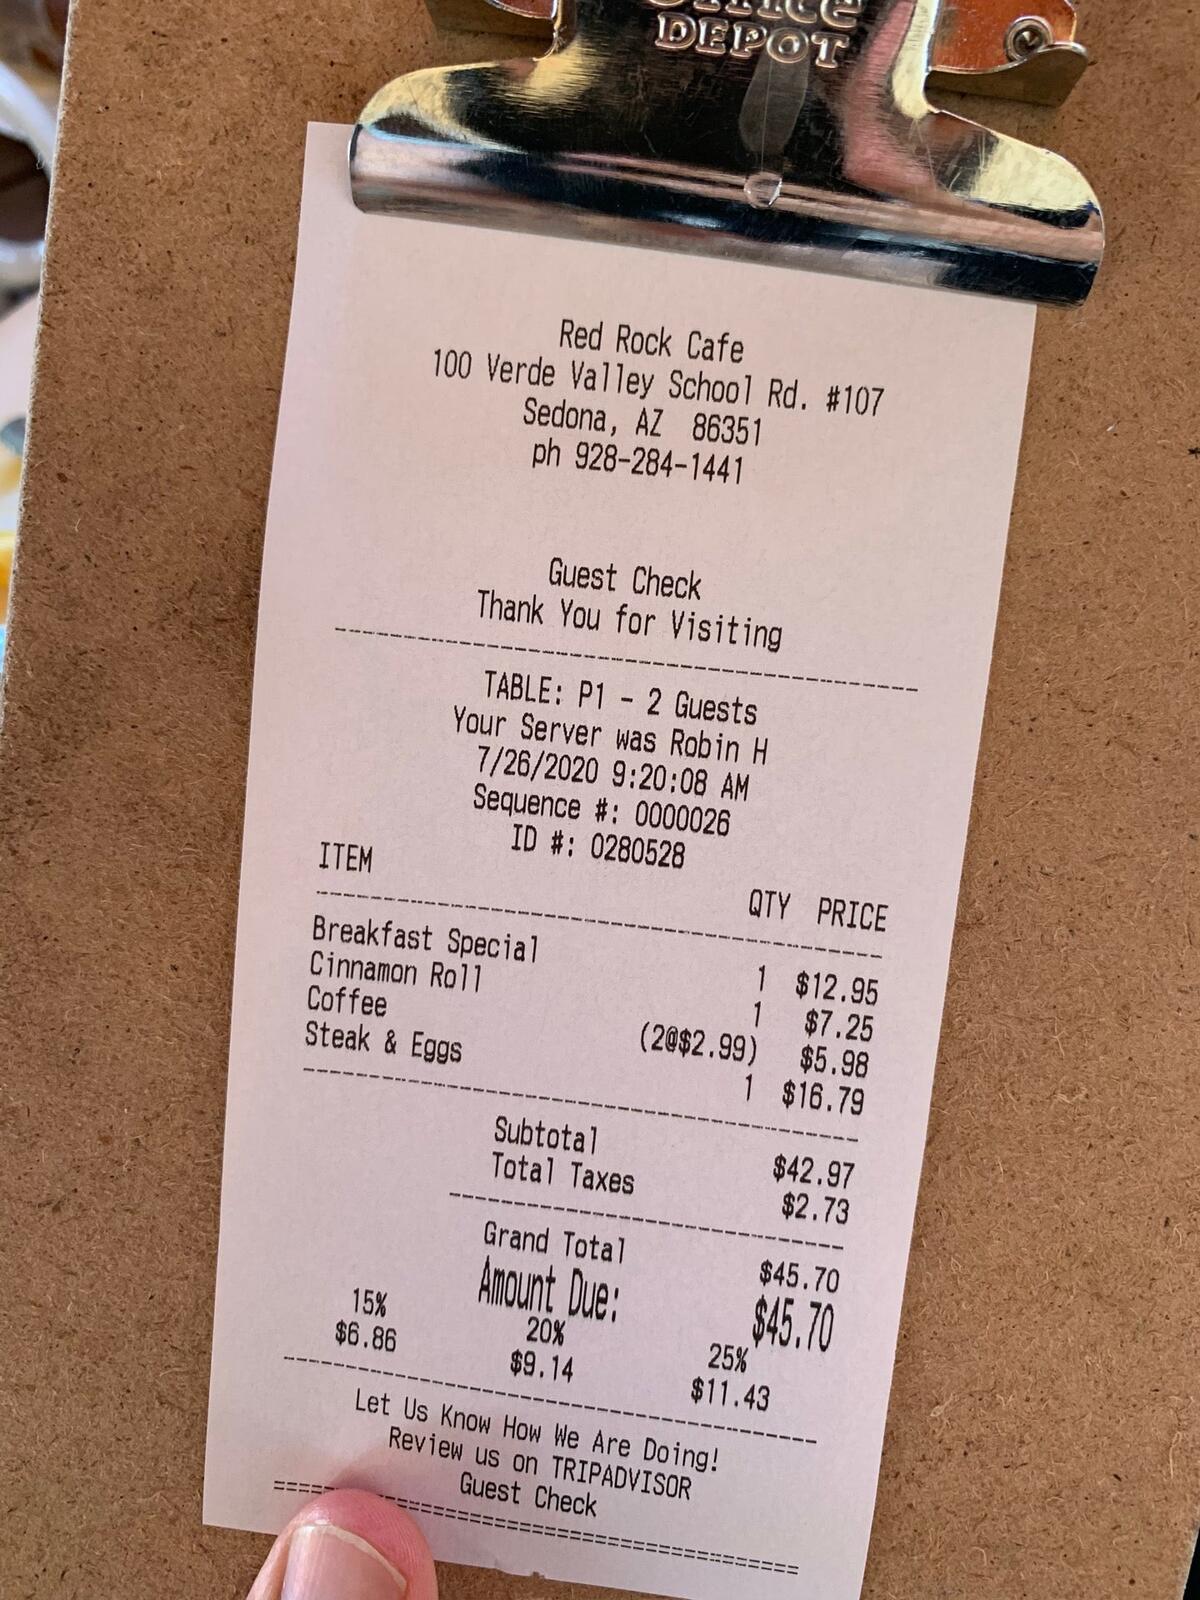 Office
DEPOT
Red Rock Cafe
100 Verde Valley School Rd. #107
Sedona, AZ 86351
ph 928-284-1441
Guest Check
Thank You for Visiting
TABLE: P1 - 2 Guests
Your Server was Robin H
7/26/2020 9:20:08 AM
Sequence #: 0000026
ID #: 0280528
ITEM QTY PRICE
Breakfast Special 1 $12.95
Cinnamon Roll 1 $7.25
Coffee (2@$2.99) $5.98
Steak & Eggs 1 $16.79
Subtotal $42.97
Total Taxes $2.73
Grand Total $45.70
Amount Due: $45.70
15% 20% 25%
$6.86 $9.14 $11.43
Let Us Know How We Are Doing!
Review us on TRIPADVISOR
Guest Check